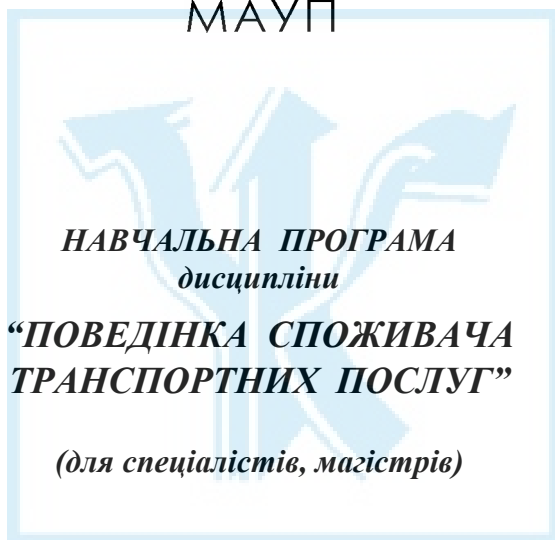 МАУП
НАВЧАЛЬНА ПРОГРАМА
дисципліни
“ПОВЕДІНКА СПОЖИВАЧА
ТРАНСПОРТНИХ ПОСЛУГ”
(для спеціалістів, магістрів)